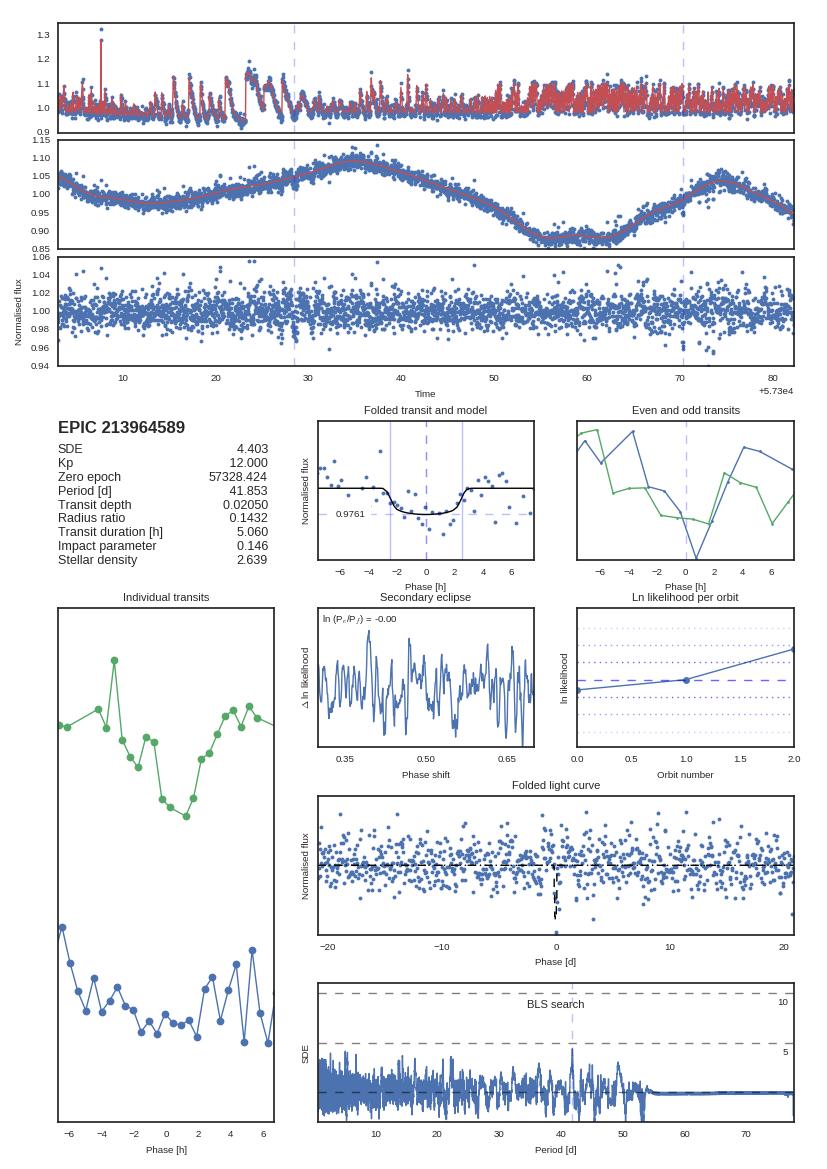 1.3
1.2
1.1
1.0
0.9
1.15
1.10
1.05
1.00
0.95
0.90
0.85
Normalised flux
1.06
1.04
1.02
1.00
0.98
0.96
0.94
10 20 30 40 50 60 70 80
Time
+5.73e4
EPIC 213964589
SDE 4.403
Kp 12.000
Zero epoch 57328.424
Period [d] 41.853
Transit depth 0.02050
Radius ratio 0.1432
Transit duration [h] 5.060
Impact parameter 0.146
Stellar density 2.639
Folded transit and model
Normalised flux
0.9761
−6 −4 −2 0 2 4 6
Phase [h]
Even and odd transits
−6 −4 −2 0 2 4 6
Phase [h]
Individual transits
−6 −4 −2 0 2 4 6
Phase [h]
Secondary eclipse
Δ ln likelihood
0.35 0.50 0.65
Phase shift
Ln likelihood per orbit
ln likelihood
0.0 0.5 1.0 1.5 2.0
Orbit number
Folded light curve
Normalised flux
−20 −10 0 10 20
Phase [d]
BLS search
SDE
10
5
10 20 30 40 50 60 70
Period [d]